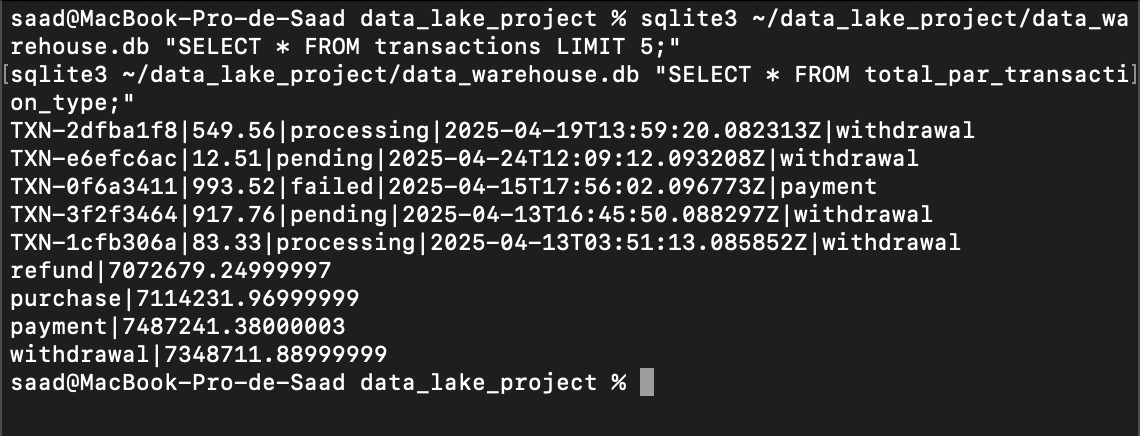 saad@MacBook-Pro-de-Saad data_lake_project % sqlite3 ~/data_lake_project/data_wa
rehouse.db "SELECT * FROM transactions LIMIT 5;"
[sqlite3 ~/data_lake_project/data_warehouse.db "SELECT * FROM total_par_transacti]
on_type;"
TXN-2dfba1f8|549.56|processing|2025-04-19T13:59:20.082313Z|withdrawal
TXN-e6efc6ac|12.51|pending|2025-04-24T12:09:12.093208Z|withdrawal
TXN-0f6a3411|993.52|failed|2025-04-15T17:56:02.096773Z|payment
TXN-3f2f3464|917.76|pending|2025-04-13T16:45:50.088297Z|withdrawal
TXN-1cfb306a|83.33|processing|2025-04-13T03:51:13.085852Z|withdrawal
refund|7072679.24999997
purchase|7114231.96999999
payment|7487241.38000003
withdrawal|7348711.88999999
saad@MacBook-Pro-de-Saad data_lake_project %